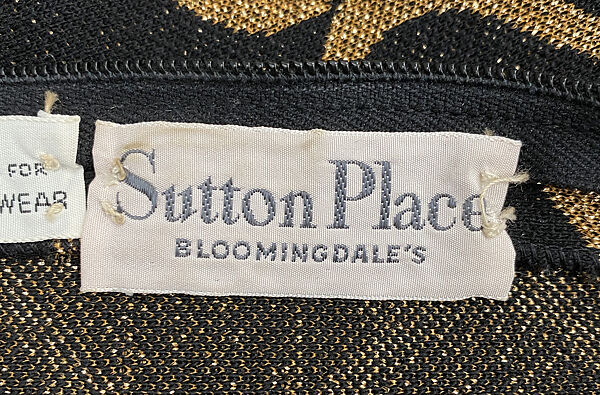 FOR
WEAR
Sutton Place
BLOOMINGDALE'S